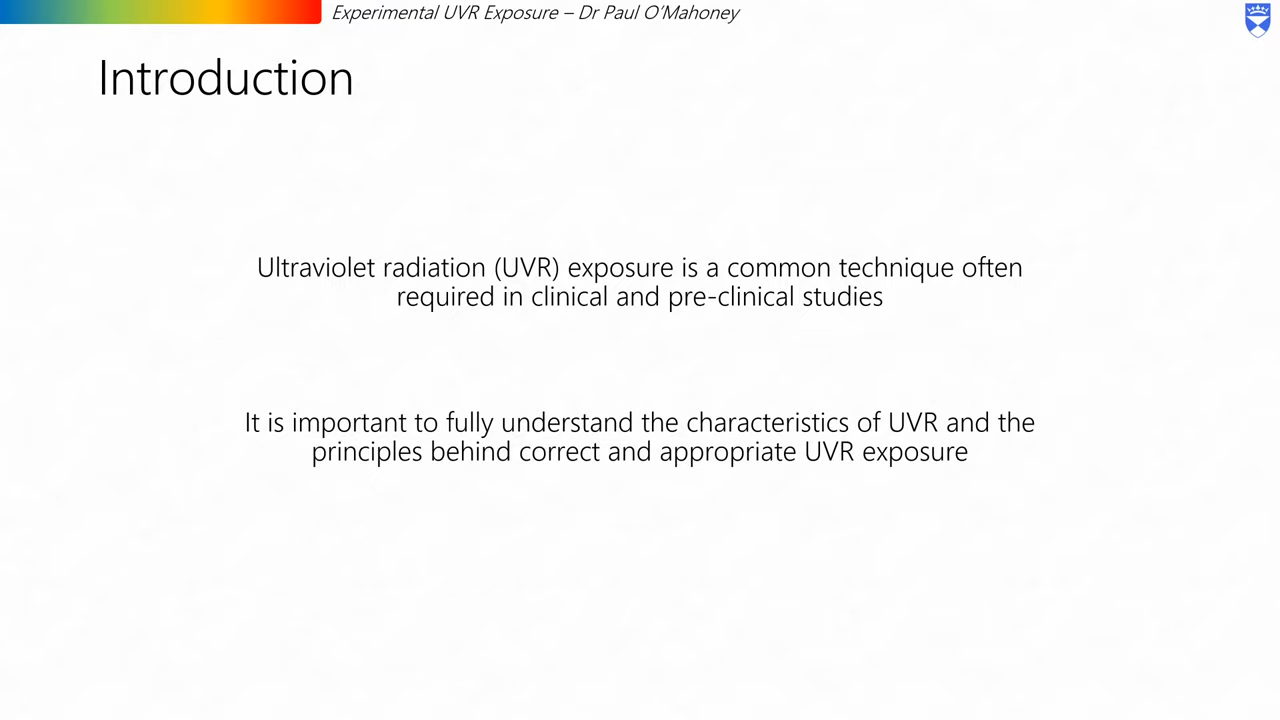 Experimental UVR Exposure – Dr Paul O’Mahoney
Introduction
Ultraviolet radiation (UVR) exposure is a common technique often
required in clinical and pre-clinical studies
It is important to fully understand the characteristics of UVR and the
principles behind correct and appropriate UVR exposure